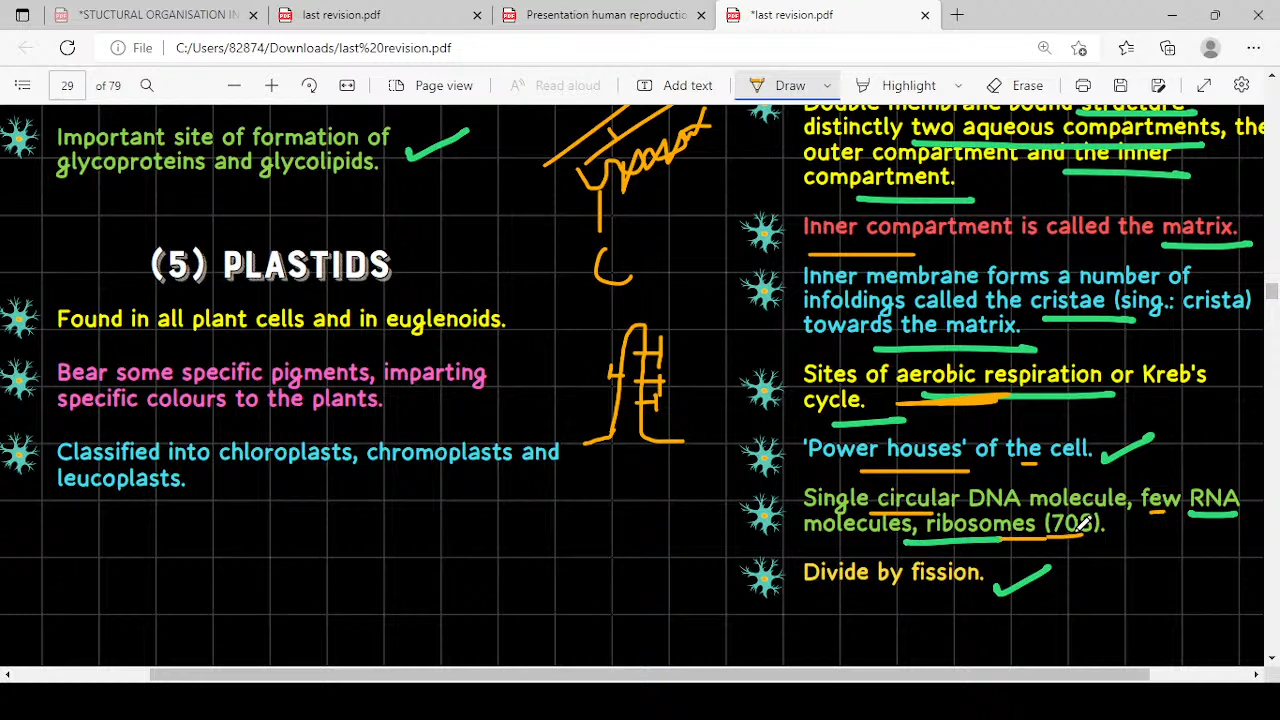 *STUCTURAL ORGANISATION IN
last revision.pdf
Presentation human reproductio
*last revision.pdf
File
C:/Users/82874/Downloads/last%20revision.pdf
29 of 79
Page view
Read aloud
Add text
Draw
Highlight
Erase
Important site of formation of
glycoproteins and glycolipids.
(5) PLASTIDS
Found in all plant cells and in euglenoids.
Bear some specific pigments, imparting
specific colours to the plants.
Classified into chloroplasts, chromoplasts and
leucoplasts.
Double membrane bound structure
distinctly two aqueous compartments, the
outer compartment and the inner
compartment.
Inner compartment is called the matrix.
Inner membrane forms a number of
infoldings called the cristae (sing.: crista)
towards the matrix.
Sites of aerobic respiration or Kreb's
cycle.
'Power houses' of the cell.
Single circular DNA molecule, few RNA
molecules, ribosomes (70S).
Divide by fission.